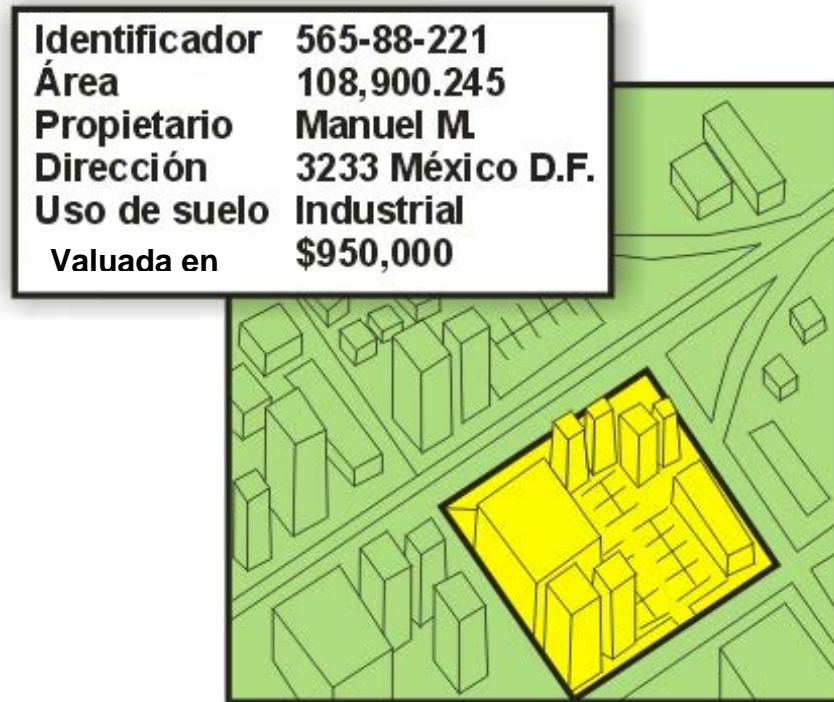 Identificador 565-88-221
Área 108,900.245
Propietario Manuel M.
Dirección 3233 México D.F.
Uso de suelo Industrial
Valuada en $950,000